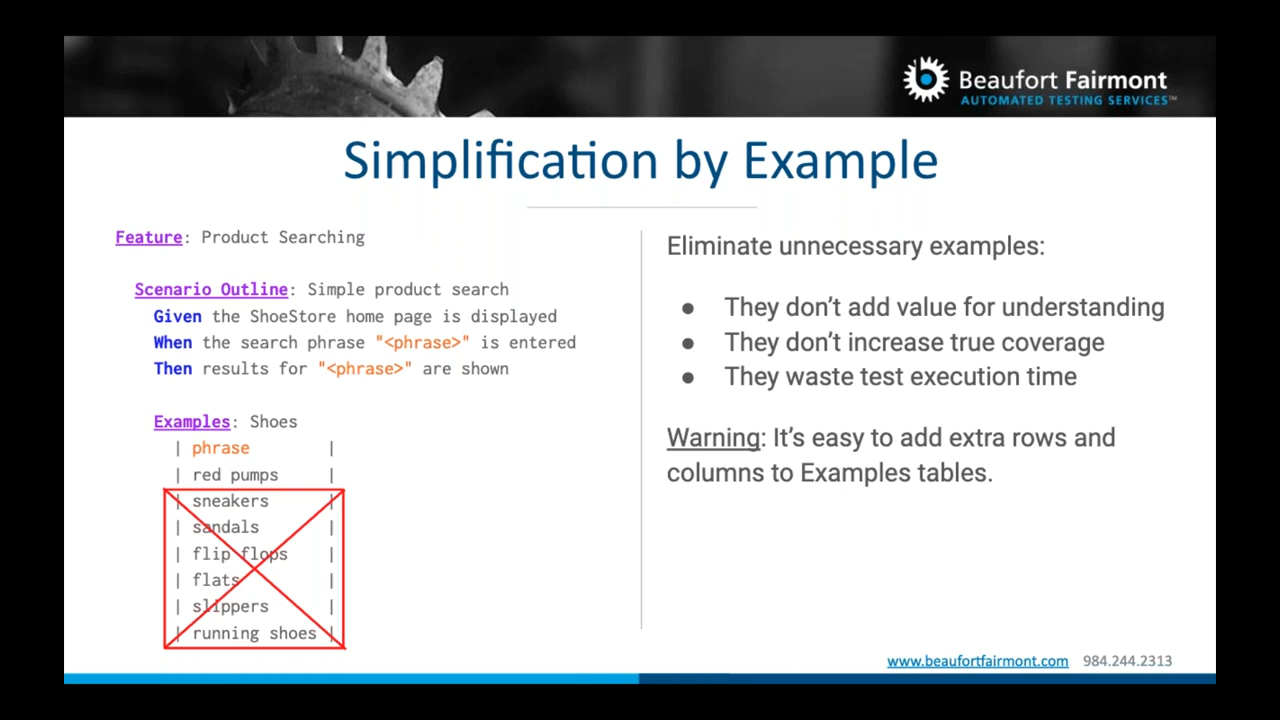 Beaufort Fairmont
AUTOMATED TESTING SERVICES™
Simplification by Example
Feature: Product Searching
Scenario Outline: Simple product search
Given the ShoeStore home page is displayed
When the search phrase "<phrase>" is entered
Then results for "<phrase>" are shown
Examples: Shoes
| phrase |
| red pumps |
| sneakers |
| sandals |
| flip flops |
| flats |
| slippers |
| running shoes |
Eliminate unnecessary examples:
● They don’t add value for understanding
● They don’t increase true coverage
● They waste test execution time
Warning: It’s easy to add extra rows and
columns to Examples tables.
www.beaufortfairmont.com 984.244.2313